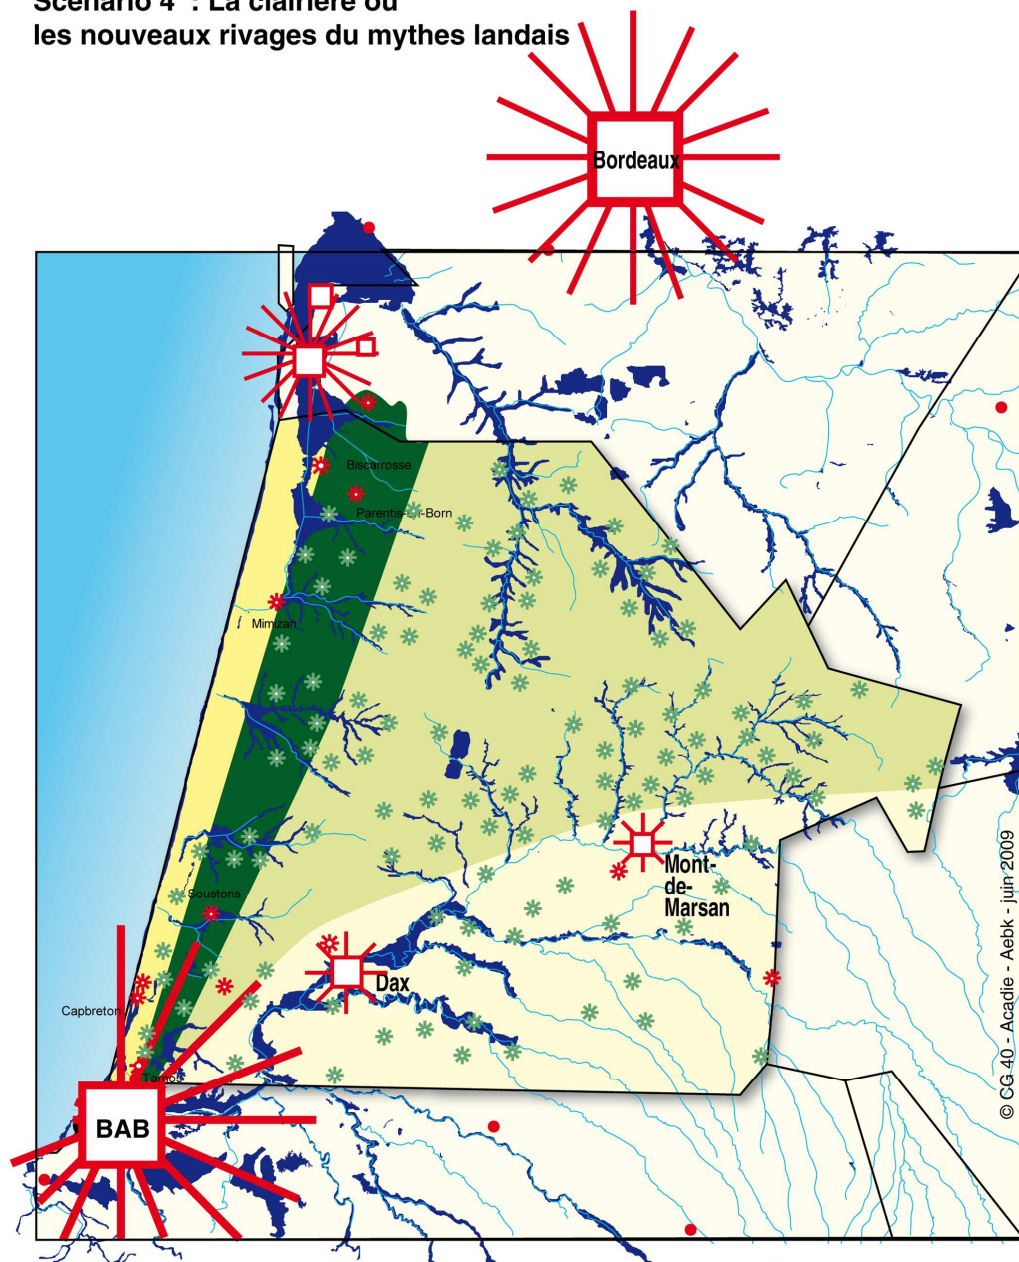 Scénario 4 : La clairière ou
les nouveaux rivages du mythes landais
Bordeaux
Biscarrosse
Parentis-en-Born
Mimizan
Mont-
de-
Marsan
Soustons
Dax
Capbreton
Tarnos
BAB
© CG 40 - Acadie - Aebk - juin 2009